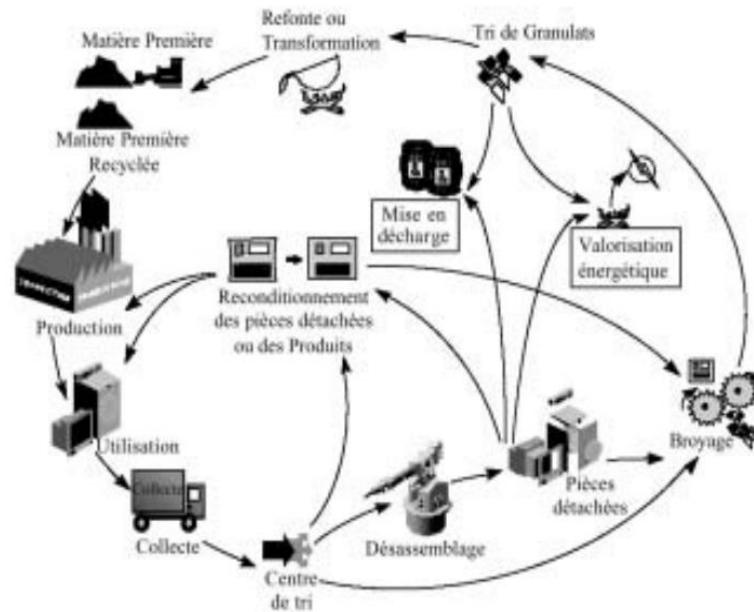 Matière Première
Refonte ou
Transformation
Tri de Granulats
Matière Première
Recyclée
Mise en
décharge
Valorisation
énergétique
Production
Reconditionnement
des pièces détachées
ou des Produits
Utilisation
Broyage
Collecte
Collecte
Désassemblage
Pièces
détachées
Centre
de tri